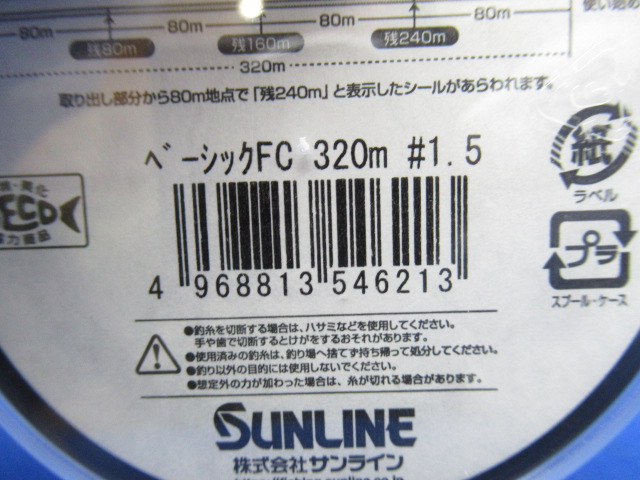 80m 80m 80m 80m
残80m 残160m 残240m
320m
取り出し部分から80m地点で「残240m」と表示したシールがあらわれます。
ベーシックFC 320m #1.5
紙
ラベル
ECO
プラ
スプール・ケース
4 968813 546213
●釣糸を切断する場合は、ハサミなどを使用してください。
手や歯で切断するとけがをするおそれがあります。
●使用済みの釣糸は、釣り場へ捨てず持ち帰って処分してください。
●釣り以外の目的には使用しないでください。
●想定外の力が加わった場合は、糸が切れる場合があります。
SUNLINE
株式会社サンライン